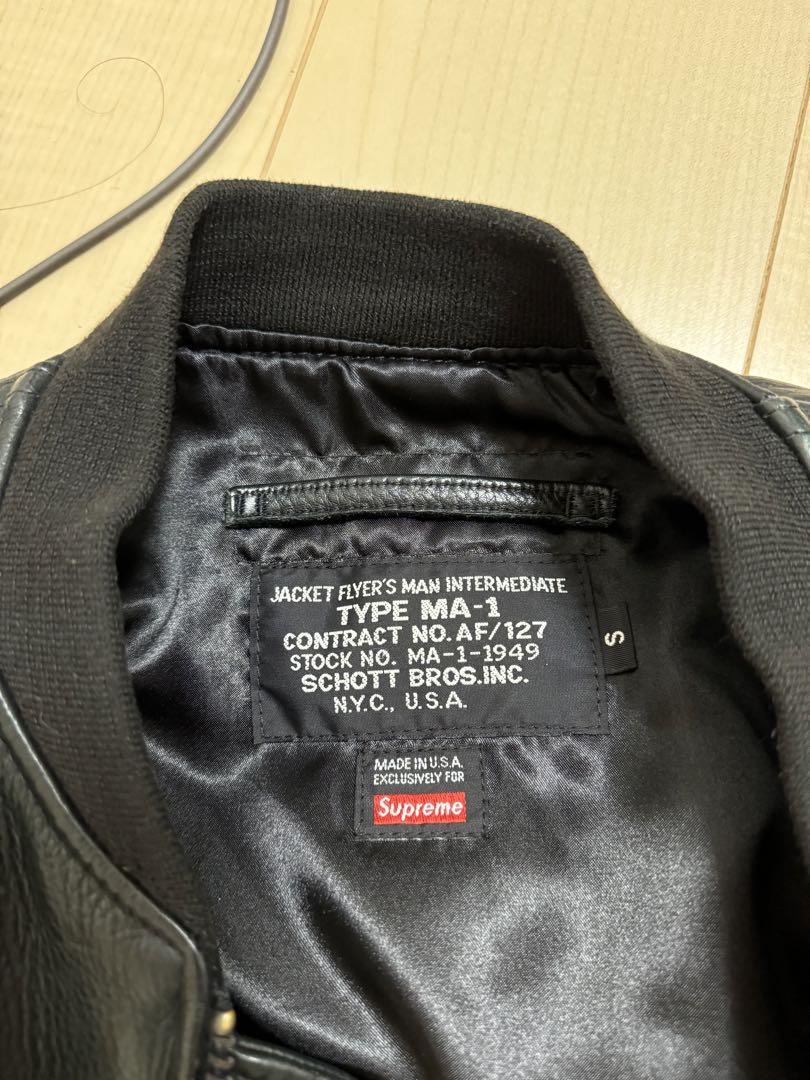 JACKET FLYER'S MAN INTERMEDIATE
TYPE MA-1
CONTRACT NO. AF/127
STOCK NO. MA-1-1949
SCHOTT BROS.INC.
N.Y.C., U.S.A.
S
MADE IN U.S.A.
EXCLUSIVELY FOR
Supreme